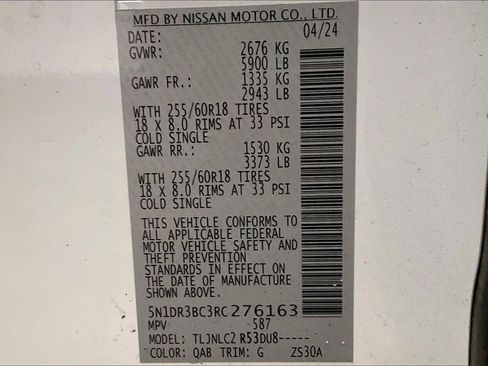 MFD BY NISSAN MOTOR CO., LTD.
DATE: 04/24
GVWR: 2676 KG
5900 LB
GAWR FR.: 1335 KG
2943 LB
WITH 255/60R18 TIRES
18 X 8.0 RIMS AT 33 PSI
COLD SINGLE
GAWR RR.: 1530 KG
3373 LB
WITH 255/60R18 TIRES
18 X 8.0 RIMS AT 33 PSI
COLD SINGLE
THIS VEHICLE CONFORMS TO
ALL APPLICABLE FEDERAL
MOTOR VEHICLE SAFETY AND
THEFT PREVENTION
STANDARDS IN EFFECT ON
THE DATE OF MANUFACTURE
SHOWN ABOVE.
5N1DR3BC3RC276163
MPV 587
MODEL: TLJNLC2 R53DU8-----
COLOR: QAB TRIM: G ZS30A